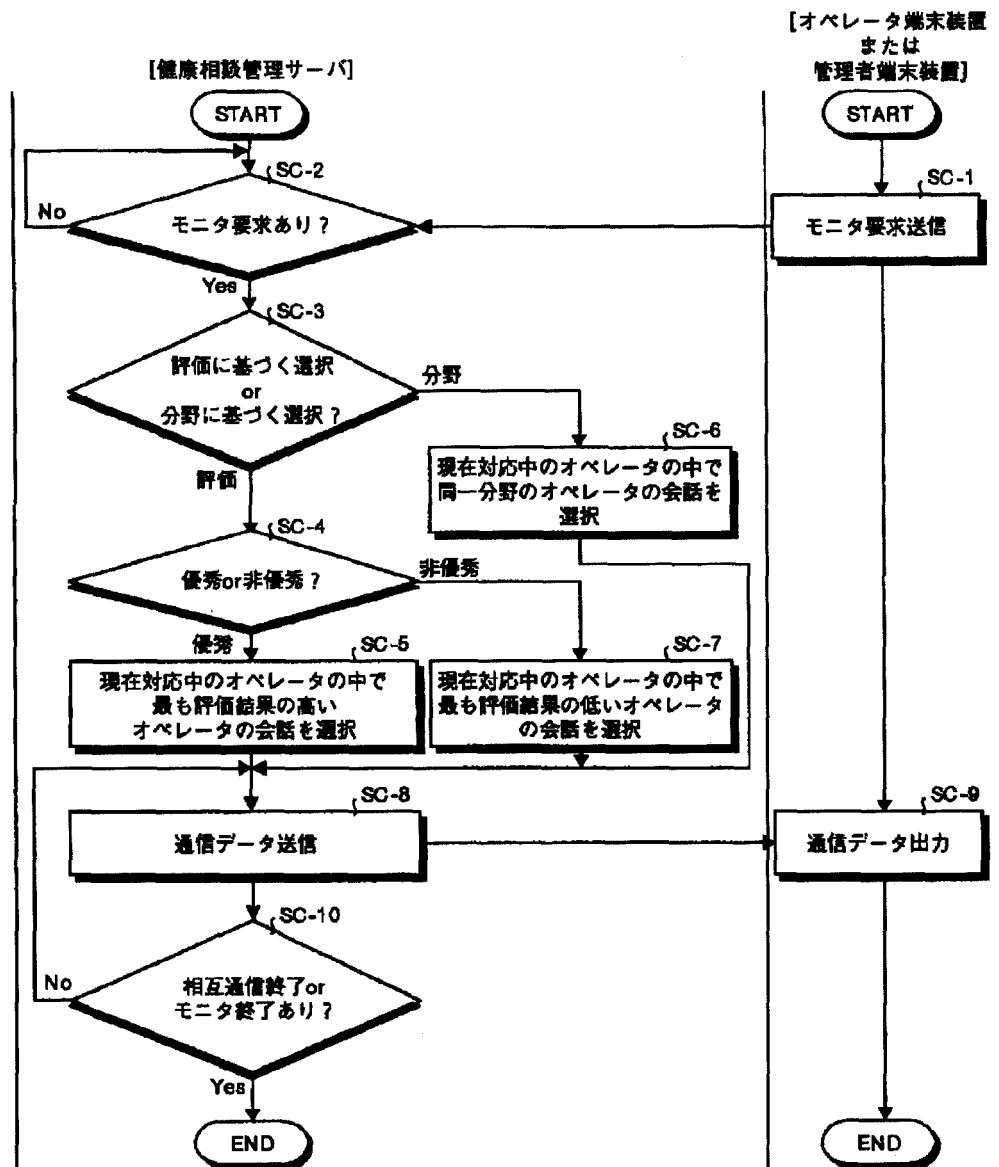 [オペレータ端末装置
または
管理者端末装置]
[健康相談管理サーバ]
START
START
SC-2
モニタ要求あり？
No
Yes
SC-1
モニタ要求送信
SC-3
評価に基づく選択
or
分野に基づく選択？
分野
評価
SC-6
現在対応中のオペレータの中で
同一分野のオペレータの会話を
選択
SC-4
優秀or非優秀？
非優秀
優秀
SC-5
現在対応中のオペレータの中で
最も評価結果の高い
オペレータの会話を選択
SC-7
現在対応中のオペレータの中で
最も評価結果の低いオペレータ
の会話を選択
SC-8
通信データ送信
SC-9
通信データ出力
SC-10
相互通信終了or
モニタ終了あり？
No
Yes
END
END